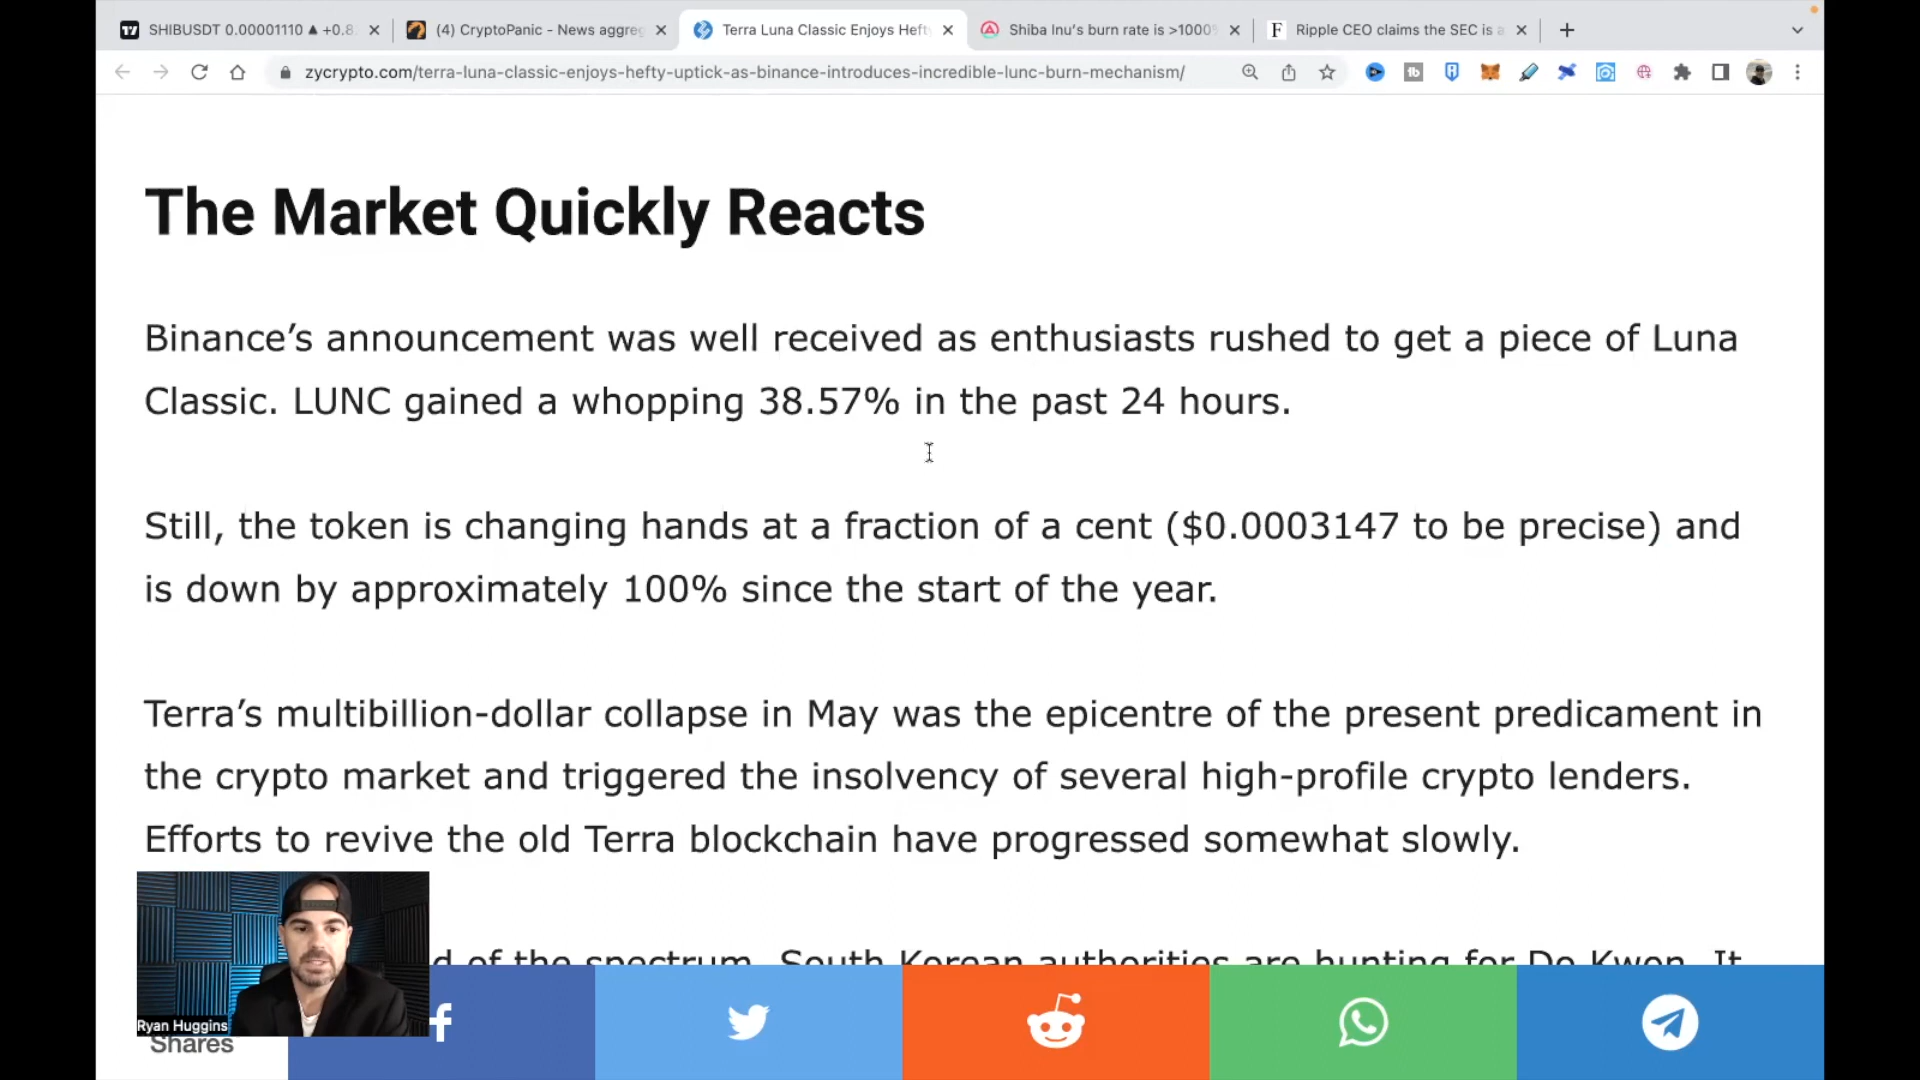 SHIBUSDT 0.00001110 ▲ +0.8
(4) CryptoPanic - News aggreg
Terra Luna Classic Enjoys Heft
Shiba Inu's burn rate is >1000%
Ripple CEO claims the SEC is a
zycrypto.com/terra-luna-classic-enjoys-hefty-uptick-as-binance-introduces-incredible-lunc-burn-mechanism/
The Market Quickly Reacts
Binance’s announcement was well received as enthusiasts rushed to get a piece of Luna
Classic. LUNC gained a whopping 38.57% in the past 24 hours.
Still, the token is changing hands at a fraction of a cent ($0.0003147 to be precise) and
is down by approximately 100% since the start of the year.
Terra’s multibillion-dollar collapse in May was the epicentre of the present predicament in
the crypto market and triggered the insolvency of several high-profile crypto lenders.
Efforts to revive the old Terra blockchain have progressed somewhat slowly.
d of the spectrum, South Korean authorities are hunting for Do Kwon. It
Ryan Huggins
Shares